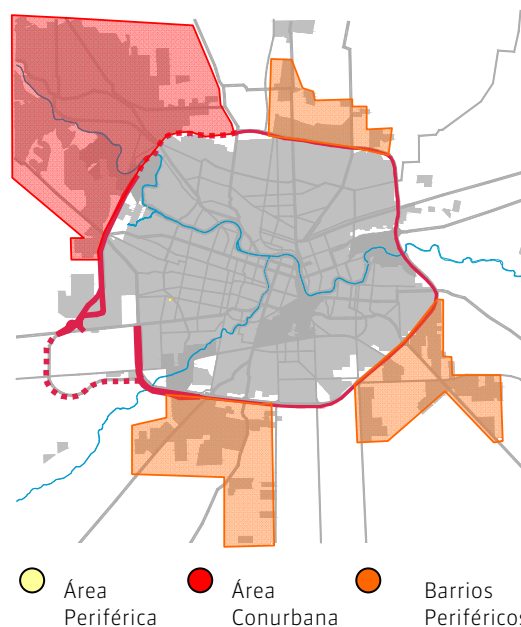 Área
Periférica
Área
Conurbana
Barrios
Periféricos